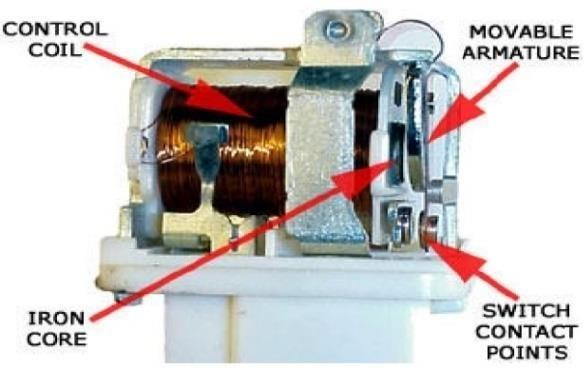 CONTROL
COIL
MOVABLE
ARMATURE
IRON
CORE
SWITCH
CONTACT
POINTS